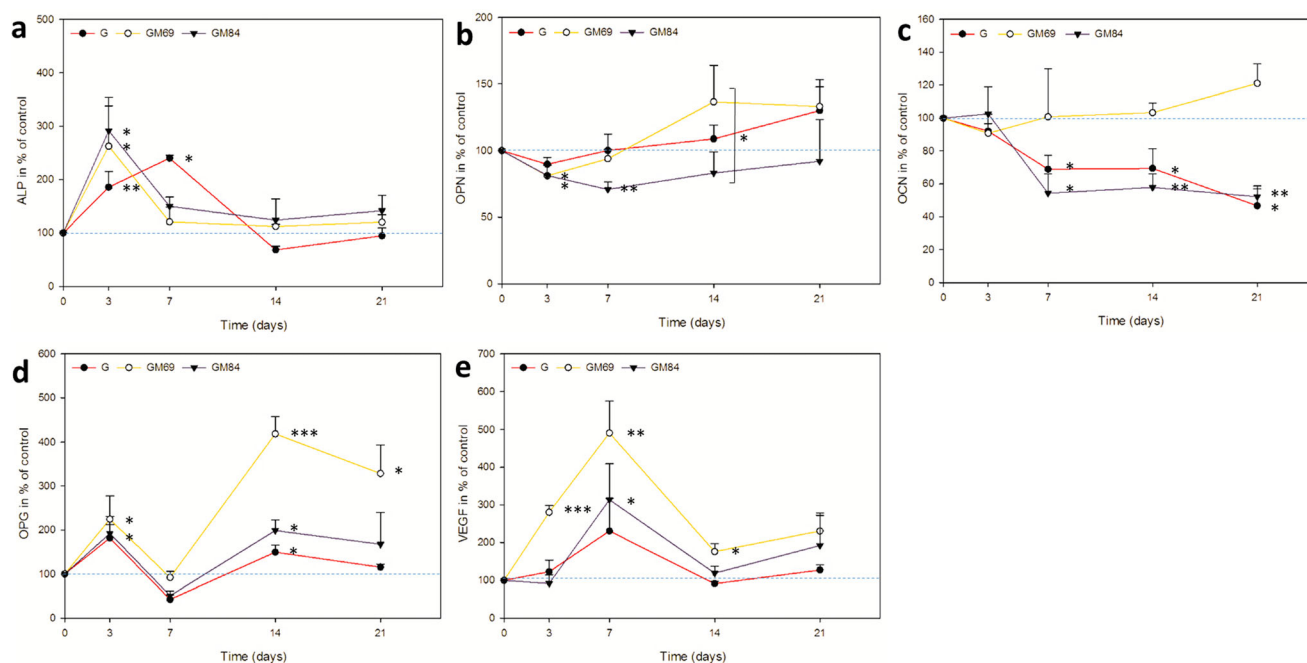 a
ALP in % of control
500
400
300
200
100
0
G GM69 GM84
*
*
**
*
0 3 7 14 21
Time (days)
b
OPN in % of control
200
150
100
50
0
G GM69 GM84
*
*
**
*
0 3 7 14 21
Time (days)
c
OCN in % of control
160
140
120
100
80
60
40
20
0
G GM69 GM84
*
*
*
**
**
*
0 3 7 14 21
Time (days)
d
OPG in % of control
600
500
400
300
200
100
0
G GM69 GM84
*
*
***
*
*
*
0 3 7 14 21
Time (days)
e
VEGF in % of control
700
600
500
400
300
200
100
0
G GM69 GM84
***
**
*
*
0 3 7 14 21
Time (days)